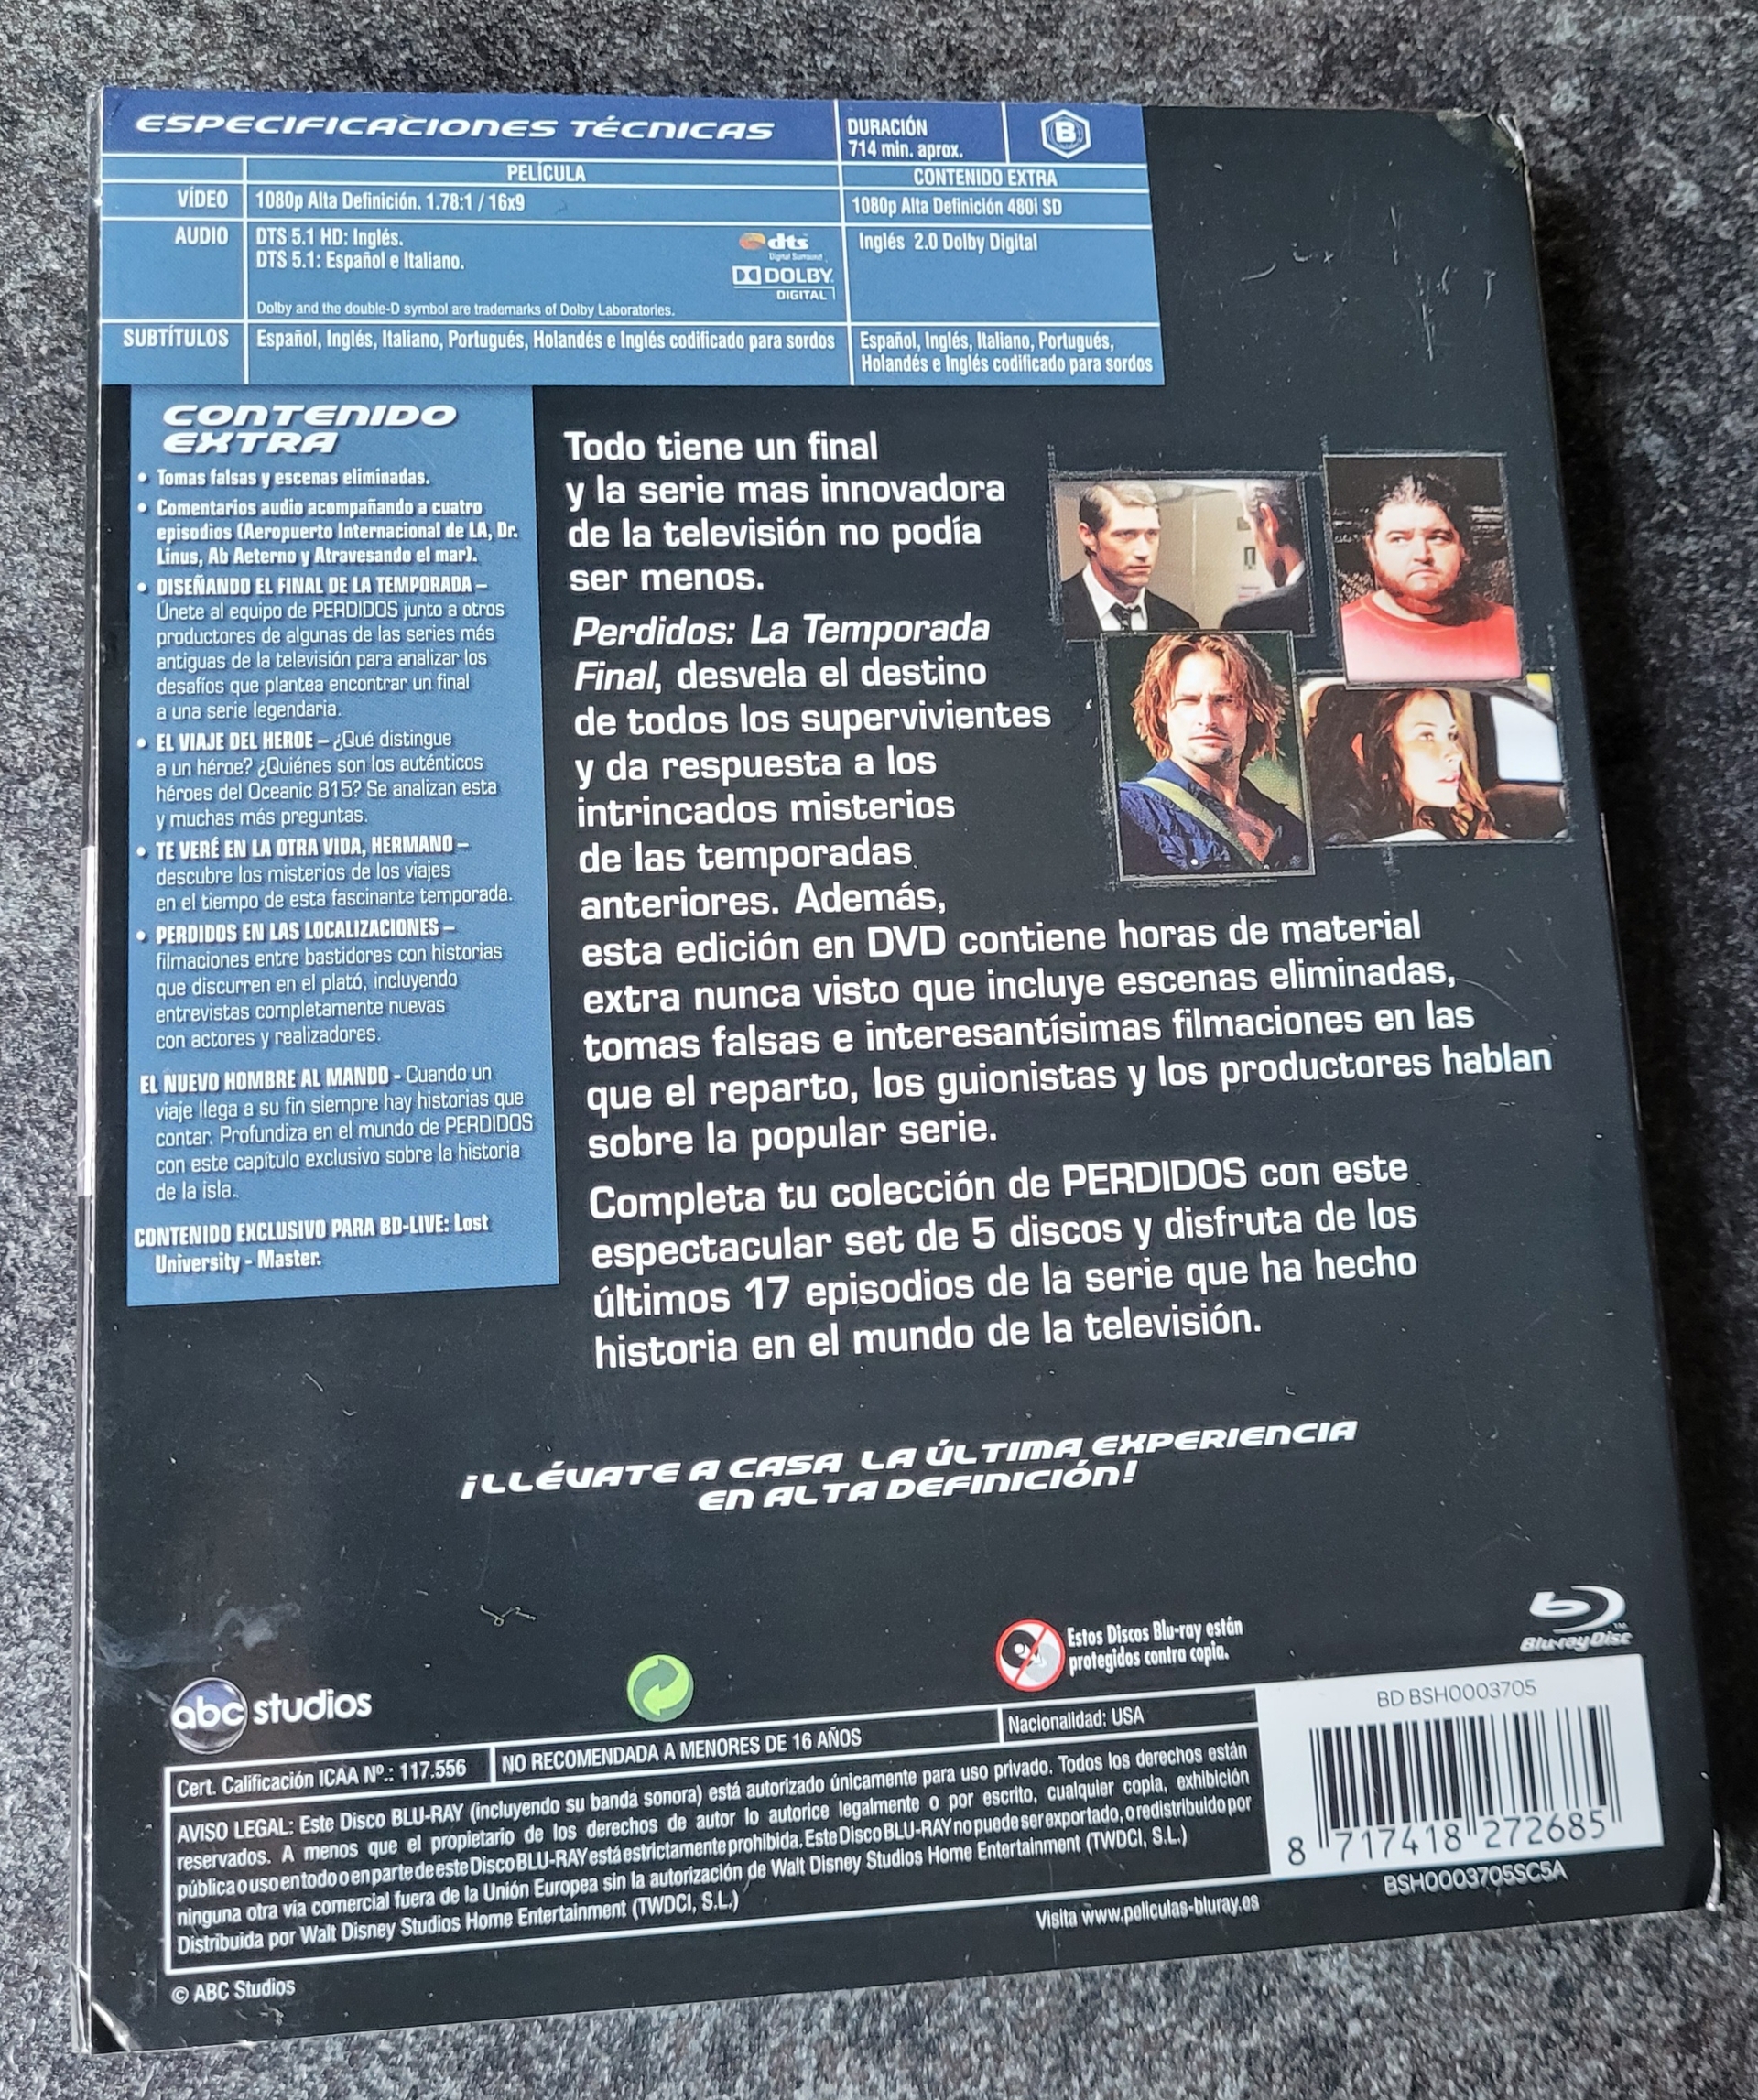 ESPECIFICACIONES TÉCNICAS
DURACIÓN
714 min. aprox.
B
PELÍCULA
CONTENIDO EXTRA
VÍDEO
1080p Alta Definición. 1.78:1 / 16x9
1080p Alta Definición 480i SD
AUDIO
DTS 5.1 HD: Inglés.
DTS 5.1: Español e Italiano.
dts
Digital Surround
DOLBY
DIGITAL
Inglés 2.0 Dolby Digital
Dolby and the double-D symbol are trademarks of Dolby Laboratories.
SUBTÍTULOS
Español, Inglés, Italiano, Portugués, Holandés e Inglés codificado para sordos
Español, Inglés, Italiano, Portugués,
Holandés e Inglés codificado para sordos
CONTENIDO
EXTRA
• Tomas falsas y escenas eliminadas.
• Comentarios audio acompañando a cuatro
episodios (Aeropuerto Internacional de LA, Dr.
Linus, Ab Aeterno y Atravesando el mar).
• DISEÑANDO EL FINAL DE LA TEMPORADA –
Únete al equipo de PERDIDOS junto a otros
productores de algunas de las series más
antiguas de la televisión para analizar los
desafíos que plantea encontrar un final
a una serie legendaria.
• EL VIAJE DEL HEROE – ¿Qué distingue
a un héroe? ¿Quiénes son los auténticos
héroes del Oceanic 815? Se analizan esta
y muchas más preguntas.
• TE VERÉ EN LA OTRA VIDA, HERMANO –
descubre los misterios de los viajes
en el tiempo de esta fascinante temporada.
• PERDIDOS EN LAS LOCALIZACIONES –
filmaciones entre bastidores con historias
que discurren en el plató, incluyendo
entrevistas completamente nuevas
con actores y realizadores.
EL NUEVO HOMBRE AL MANDO - Cuando un
viaje llega a su fin siempre hay historias que
contar. Profundiza en el mundo de PERDIDOS
con este capítulo exclusivo sobre la historia
de la isla.
CONTENIDO EXCLUSIVO PARA BD-LIVE: Lost
University - Master.
Todo tiene un final
y la serie mas innovadora
de la televisión no podía
ser menos.
Perdidos: La Temporada
Final, desvela el destino
de todos los supervivientes
y da respuesta a los
intrincados misterios
de las temporadas
anteriores. Además,
esta edición en DVD contiene horas de material
extra nunca visto que incluye escenas eliminadas,
tomas falsas e interesantísimas filmaciones en las
que el reparto, los guionistas y los productores hablan
sobre la popular serie.
Completa tu colección de PERDIDOS con este
espectacular set de 5 discos y disfruta de los
últimos 17 episodios de la serie que ha hecho
historia en el mundo de la televisión.
¡LLÉVATE A CASA LA ÚLTIMA EXPERIENCIA
EN ALTA DEFINICIÓN!
abc studios
Estos Discos Blu-ray están
protegidos contra copia.
Blu-ray Disc
TM
Cert. Calificación ICAA Nº.: 117.556
NO RECOMENDADA A MENORES DE 16 AÑOS
Nacionalidad: USA
AVISO LEGAL: Este Disco BLU-RAY (incluyendo su banda sonora) está autorizado únicamente para uso privado. Todos los derechos están
reservados. A menos que el propietario de los derechos de autor lo autorice legalmente o por escrito, cualquier copia, exhibición
pública o uso en todo o en parte de este Disco BLU-RAY está estrictamente prohibida. Este Disco BLU-RAY no puede ser exportado, o redistribuido por
ninguna otra vía comercial fuera de la Unión Europea sin la autorización de Walt Disney Studios Home Entertainment (TWDCI, S.L.)
Distribuida por Walt Disney Studios Home Entertainment (TWDCI, S.L.)
BD BSH0003705
8 717418 272685
BSH0003705SC5A
Visita www.peliculas-bluray.es
© ABC Studios